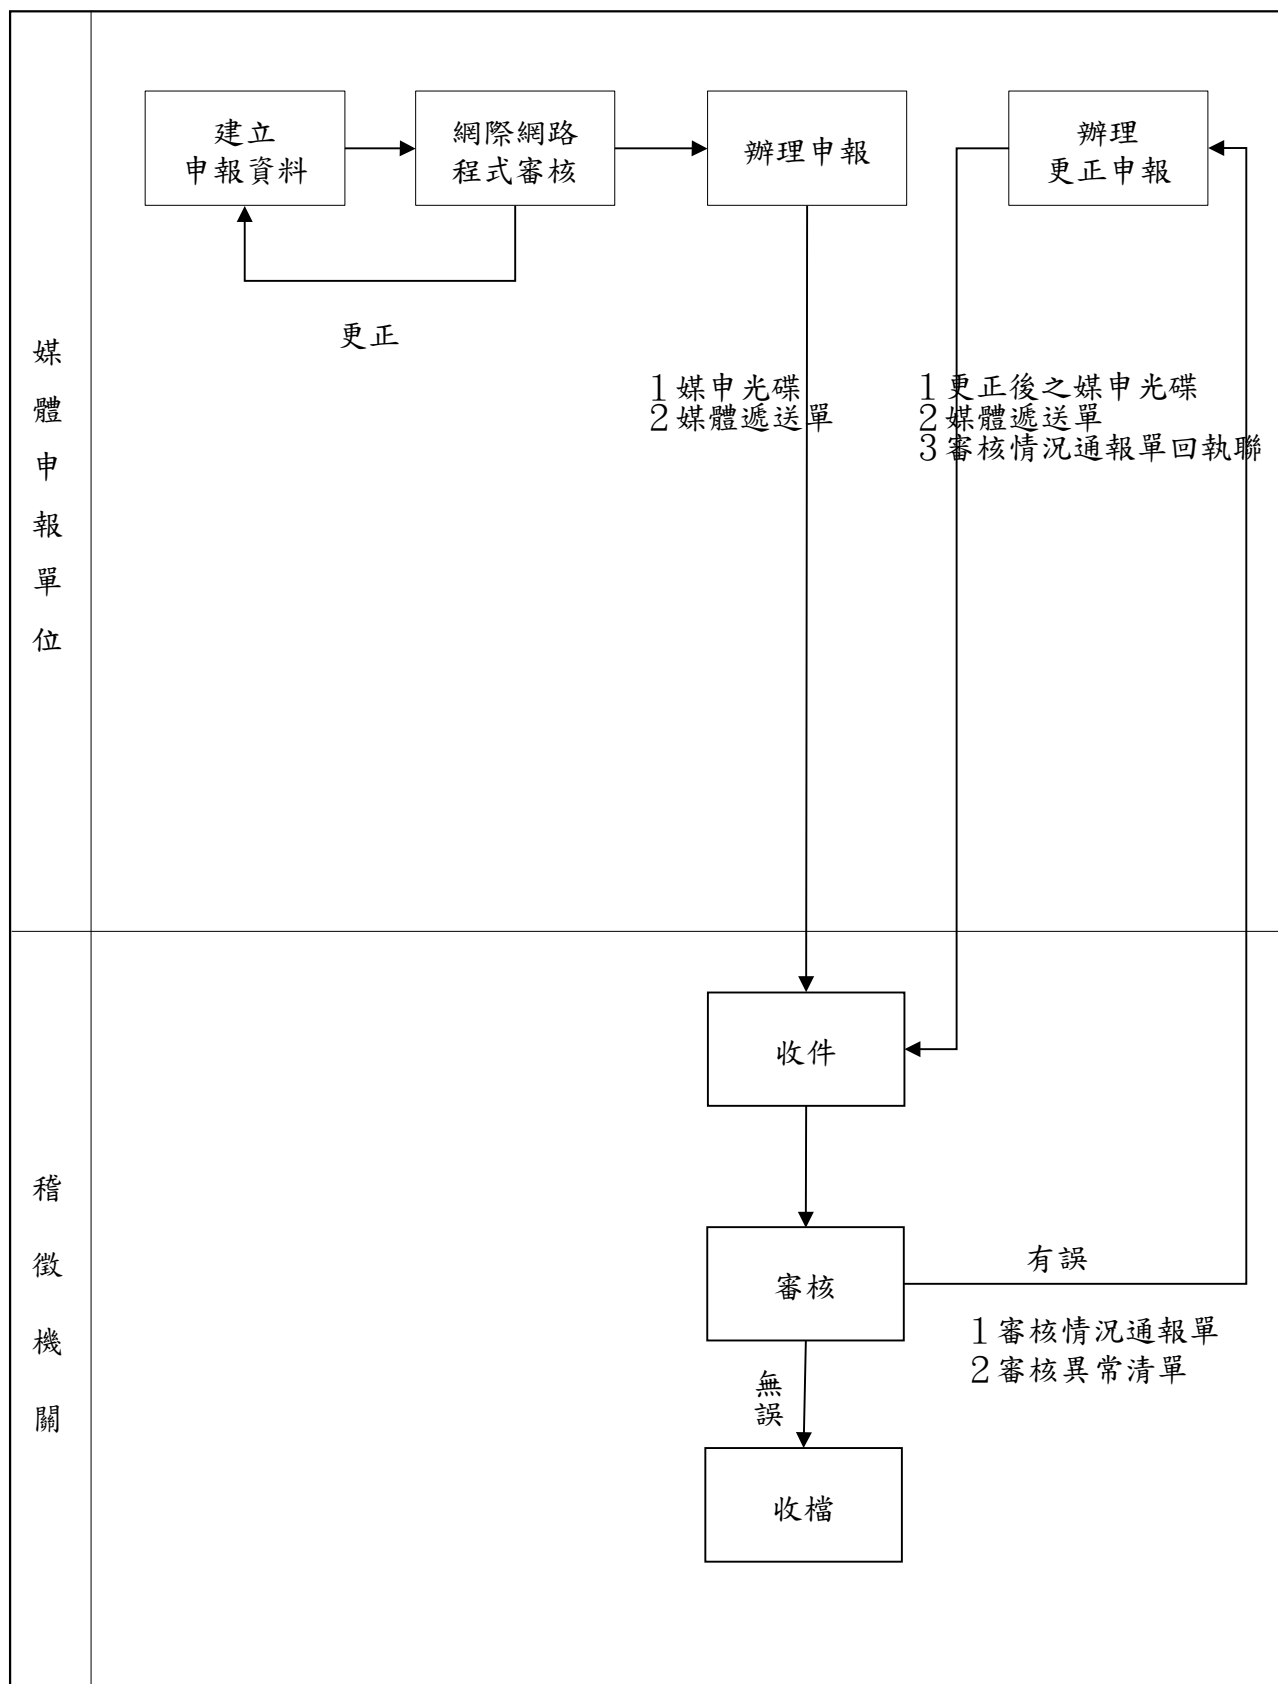 建立
申報資料
網際網路
程式審核
辦理申報
辦理
更正申報
更正
１媒申光碟
２媒體遞送單
１更正後之媒申光碟
２媒體遞送單
３審核情況通報單回執聯
媒體申報單位
收件
審核
有誤
１審核情況通報單
２審核異常清單
無誤
收檔
稽徵機關